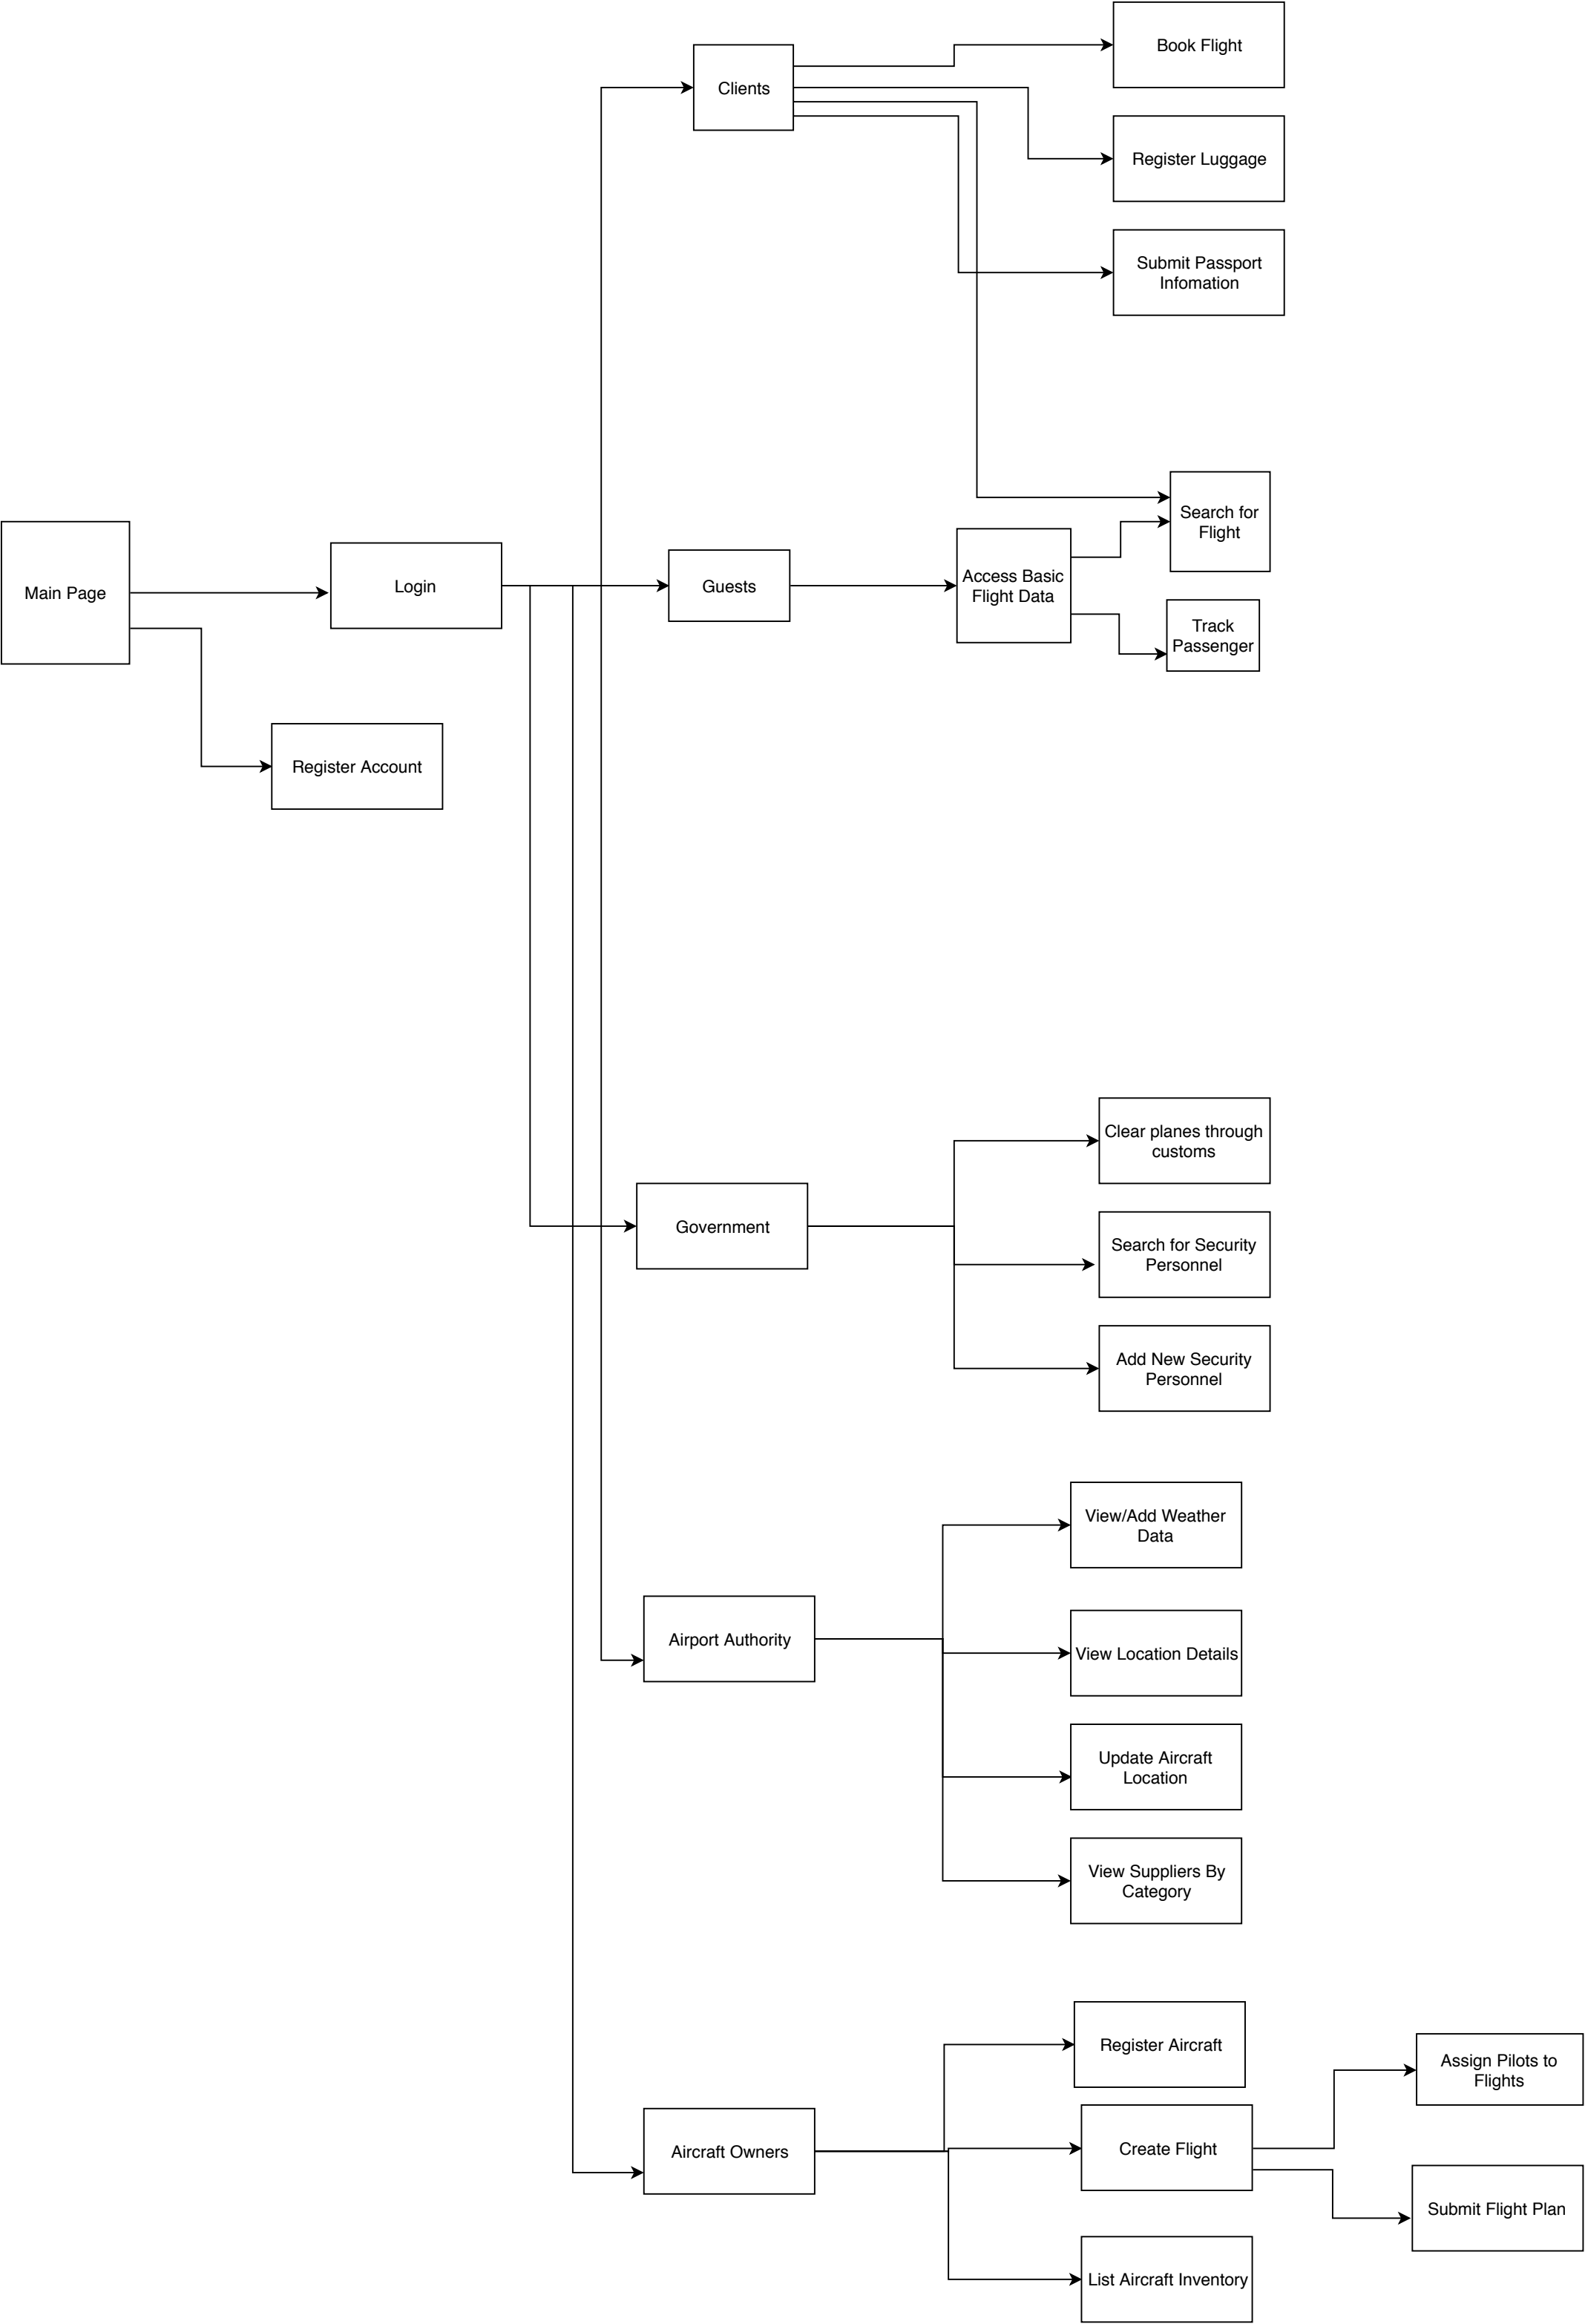 Book Flight
Clients
Register Luggage
Submit Passport
Infomation
Search for
Flight
Main Page
Login
Guests
Access Basic
Flight Data
Track
Passenger
Register Account
Clear planes through
customs
Government
Search for Security
Personnel
Add New Security
Personnel
View/Add Weather
Data
Airport Authority
View Location Details
Update Aircraft
Location
View Suppliers By
Category
Register Aircraft
Assign Pilots to
Flights
Aircraft Owners
Create Flight
Submit Flight Plan
List Aircraft Inventory